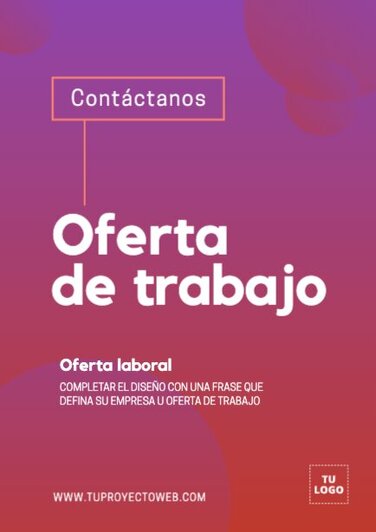 Contáctanos
Oferta
de trabajo
Oferta laboral
COMPLETAR EL DISEÑO CON UNA FRASE QUE
DEFINA SU EMPRESA U OFERTA DE TRABAJO
WWW.TUPROYECTOWEB.COM
TU
LOGO